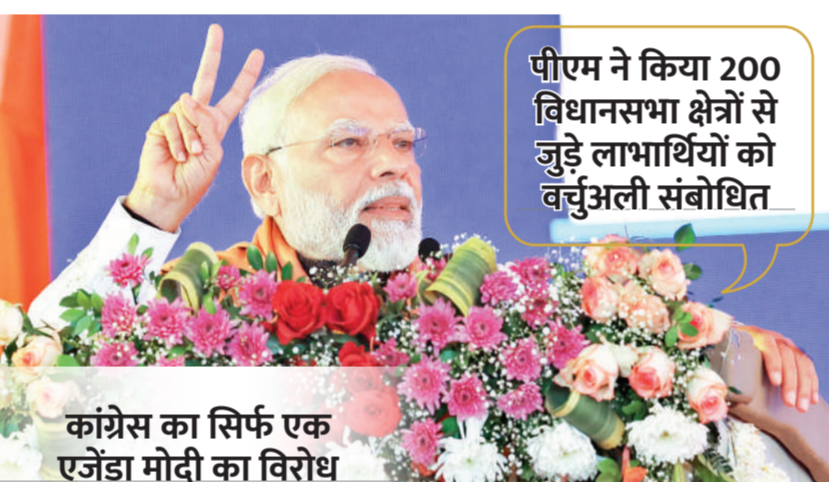 पीएम ने किया 200
विधानसभा क्षेत्रों से
जुड़े लाभार्थियों को
वर्चुअली संबोधित
कांग्रेस का सिर्फ एक
एजेंडा मोदी का विरोध